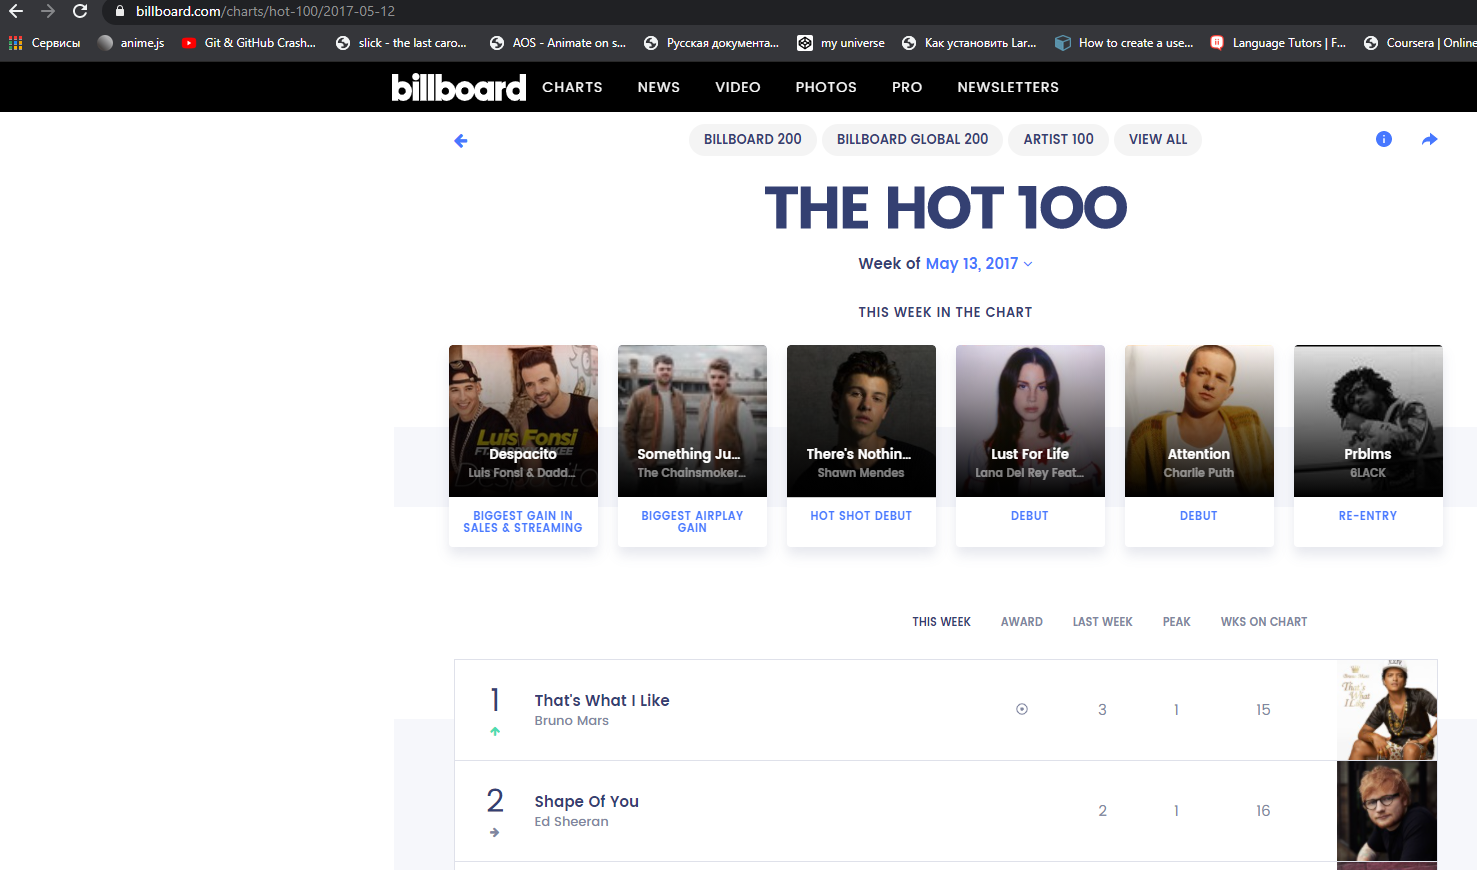 billboard.com/charts/hot-100/2017-05-12
Сервисы anime.js Git & GitHub Crash... slick - the last caro... AOS - Animate on s... Русская документа... my universe Как установить Lar... How to create a use... Language Tutors | F... Coursera | Online
billboard CHARTS NEWS VIDEO PHOTOS PRO NEWSLETTERS
BILLBOARD 200 BILLBOARD GLOBAL 200 ARTIST 100 VIEW ALL
THE HOT 100
Week of May 13, 2017
THIS WEEK IN THE CHART
Luis Fonsi
Despacito
Luis Fonsi & Dadd...
BIGGEST GAIN IN
SALES & STREAMING
Something Ju...
The Chainsmoker...
BIGGEST AIRPLAY
GAIN
There's Nothin...
Shawn Mendes
HOT SHOT DEBUT
Lust For Life
Lana Del Rey Feat...
DEBUT
Attention
Charlie Puth
DEBUT
Prblms
6LACK
RE-ENTRY
THIS WEEK AWARD LAST WEEK PEAK WKS ON CHART
1 That's What I Like 3 1 15
Bruno Mars
That's
What
I Like
2 Shape Of You 2 1 16
Ed Sheeran